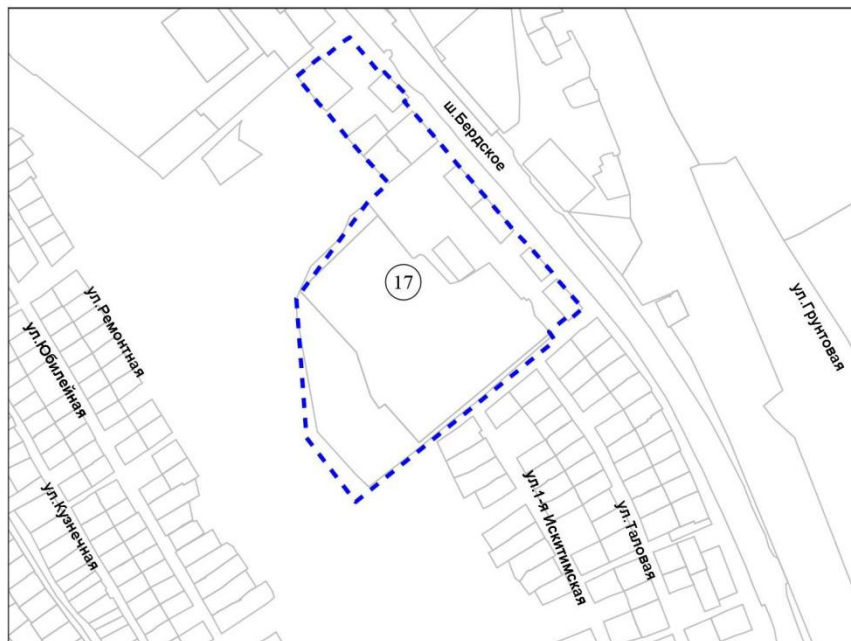 ш.Бердское
17
ул.Грунтовая
ул.Ремонтная
ул.Юбилейная
ул.Кузнечная
ул.1-я Искитимская
ул.Таловая